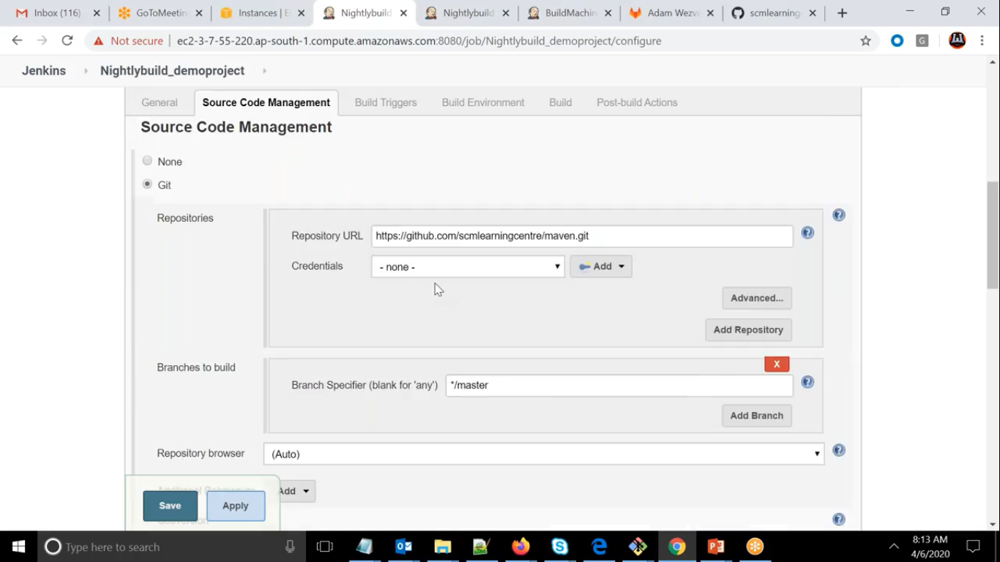 Inbox (116)
GoToMeetin
Instances | E
Nightlybuild
Nightlybuild
BuildMachin
Adam Wezva
scmlearning
Not secure
ec2-3-7-55-220.ap-south-1.compute.amazonaws.com:8080/job/Nightlybuild_demoproject/configure
G
Jenkins
Nightlybuild_demoproject
General
Source Code Management
Build Triggers
Build Environment
Build
Post-build Actions
Source Code Management
None
Git
Repositories
Repository URL
https://github.com/scmlearningcentre/maven.git
Credentials
- none -
Add
Advanced...
Add Repository
Branches to build
X
Branch Specifier (blank for 'any')
*/master
Add Branch
Repository browser
(Auto)
Additional Behaviours
Add
Save
Apply
Subversion
Type here to search
8:13 AM
4/6/2020